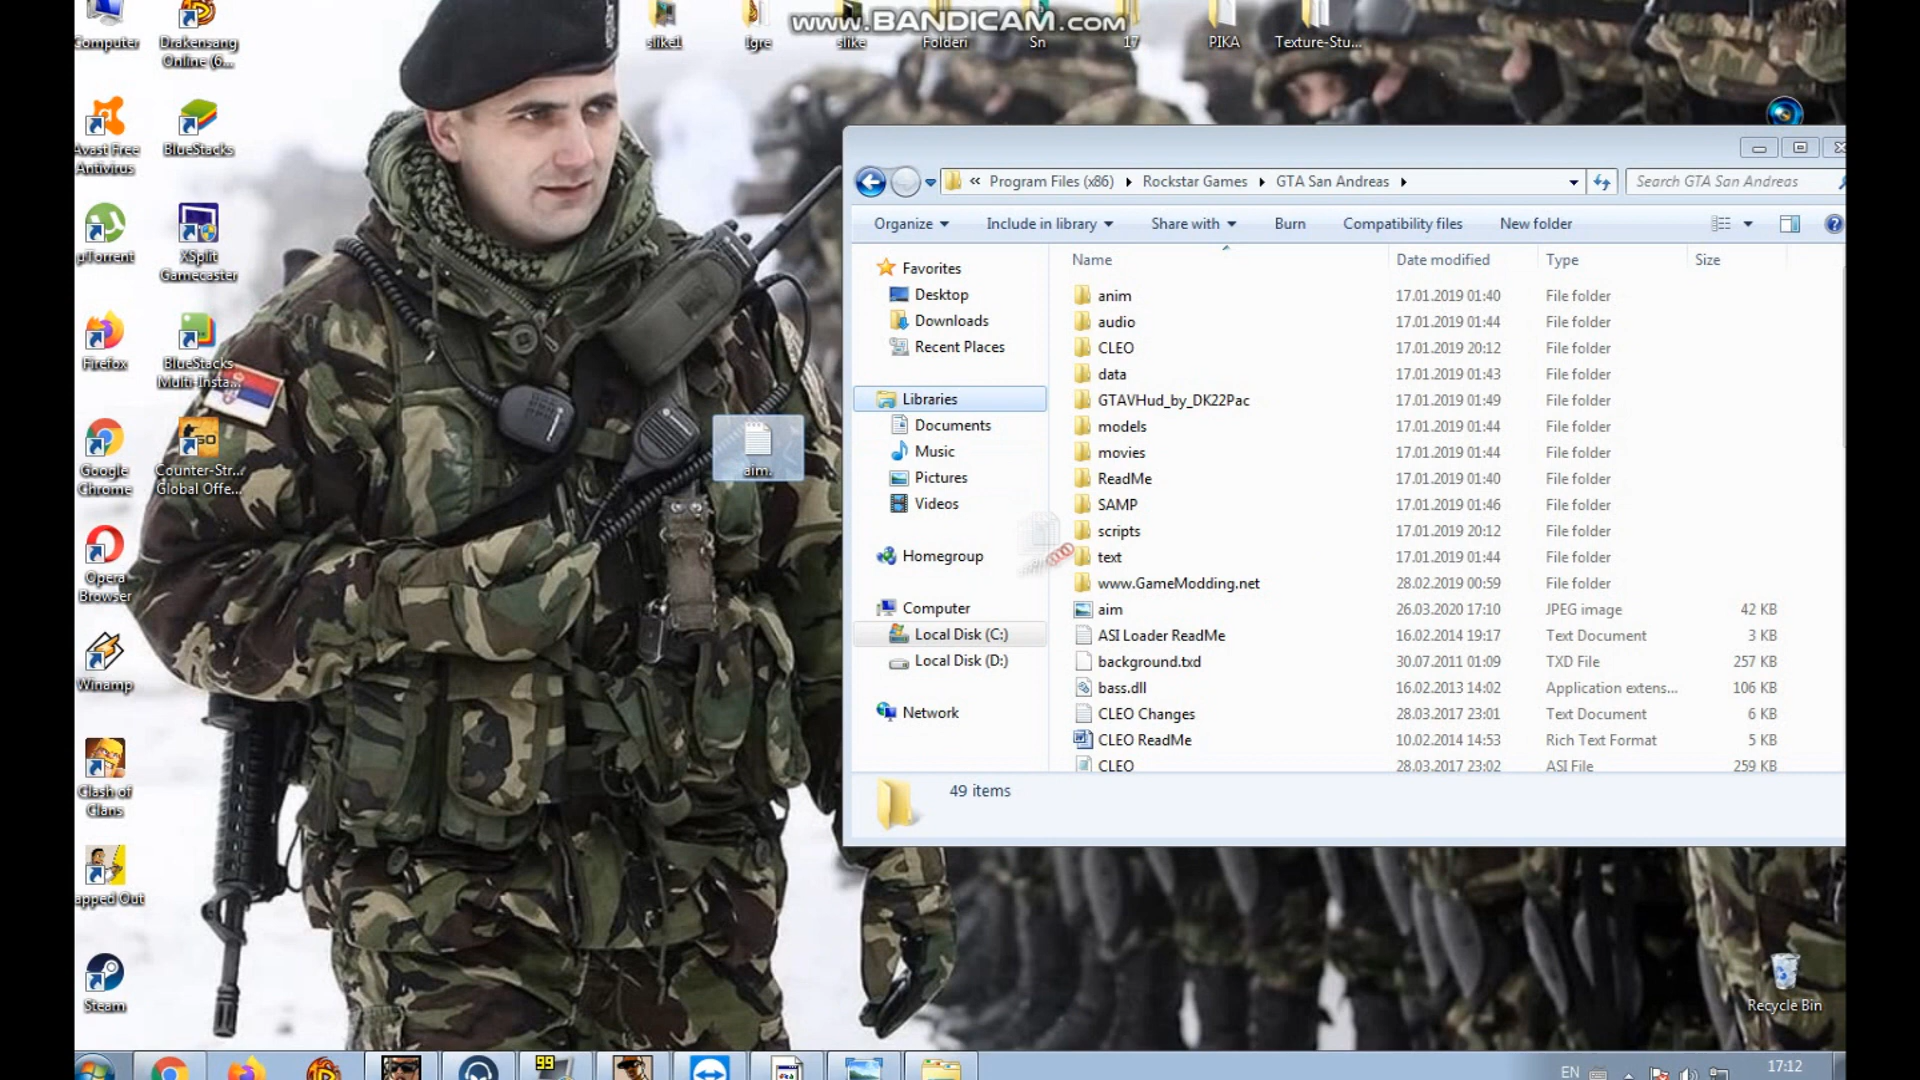 www.BANDICAM.com
Computer
Drakensang
Online (6...
slike1
Igre
slike
Folderi
Sn
17
PIKA
Texture-Stu...
Avast Free
Antivirus
BlueStacks
µTorrent
XSplit
Gamecaster
Firefox
BlueStacks
Multi-Insta...
Google
Chrome
Counter-Str...
Global Offe...
Opera
Browser
Winamp
Clash of
Clans
apped Out
Steam
aim.
Recycle Bin
« Program Files (x86) Rockstar Games GTA San Andreas
Search GTA San Andreas
Organize Include in library Share with Burn Compatibility files New folder
Favorites
Desktop
Downloads
Recent Places
Libraries
Documents
Music
Pictures
Videos
Homegroup
Computer
Local Disk (C:)
Local Disk (D:)
Network
Name Date modified Type Size
anim 17.01.2019 01:40 File folder
audio 17.01.2019 01:44 File folder
CLEO 17.01.2019 20:12 File folder
data 17.01.2019 01:43 File folder
GTAVHud_by_DK22Pac 17.01.2019 01:49 File folder
models 17.01.2019 01:44 File folder
movies 17.01.2019 01:44 File folder
ReadMe 17.01.2019 01:40 File folder
SAMP 17.01.2019 01:46 File folder
scripts 17.01.2019 20:12 File folder
text 17.01.2019 01:44 File folder
www.GameModding.net 28.02.2019 00:59 File folder
aim 26.03.2020 17:10 JPEG image 42 KB
ASI Loader ReadMe 16.02.2014 19:17 Text Document 3 KB
background.txd 30.07.2011 01:09 TXD File 257 KB
bass.dll 16.02.2013 14:02 Application extens... 106 KB
CLEO Changes 28.03.2017 23:01 Text Document 6 KB
CLEO ReadMe 10.02.2014 14:53 Rich Text Format 5 KB
CLEO 28.03.2017 23:02 ASI File 259 KB
49 items
99
EN
17:12